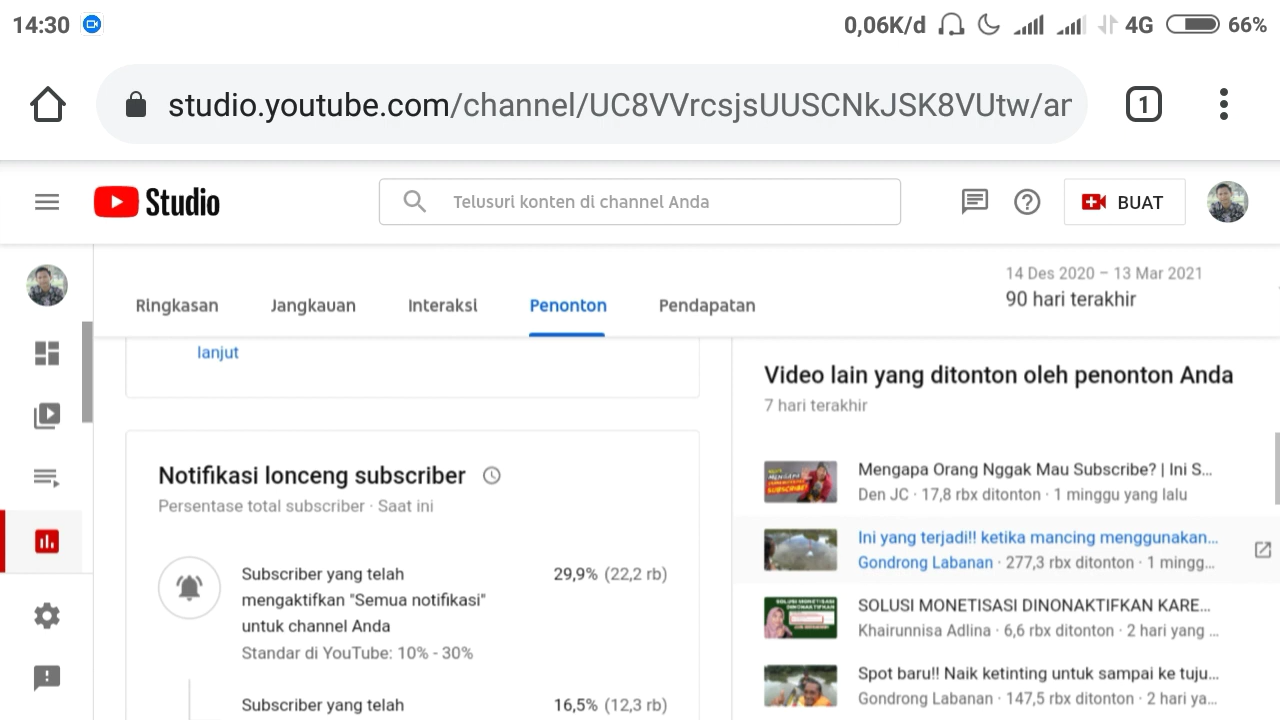 14:30
0,06K/d
4G
66%
studio.youtube.com/channel/UC8VVrcsjsUUSCNkJSK8VUtw/ar
1
Studio
Telusuri konten di channel Anda
BUAT
14 Des 2020 – 13 Mar 2021
90 hari terakhir
Ringkasan
Jangkauan
Interaksi
Penonton
Pendapatan
lanjut
Notifikasi lonceng subscriber
Persentase total subscriber · Saat ini
Subscriber yang telah
mengaktifkan "Semua notifikasi"
untuk channel Anda
29,9% (22,2 rb)
Standar di YouTube: 10% - 30%
Subscriber yang telah
16,5% (12,3 rb)
Video lain yang ditonton oleh penonton Anda
7 hari terakhir
Mengapa Orang Nggak Mau Subscribe? | Ini S...
Den JC · 17,8 rbx ditonton · 1 minggu yang lalu
Ini yang terjadi!! ketika mancing menggunakan...
Gondrong Labanan · 277,3 rbx ditonton · 1 mingg...
SOLUSI MONETISASI DINONAKTIFKAN KARE...
Khairunnisa Adlina · 6,6 rbx ditonton · 2 hari yang ...
Spot baru!! Naik ketinting untuk sampai ke tuju...
Gondrong Labanan · 147,5 rbx ditonton · 2 hari ya...